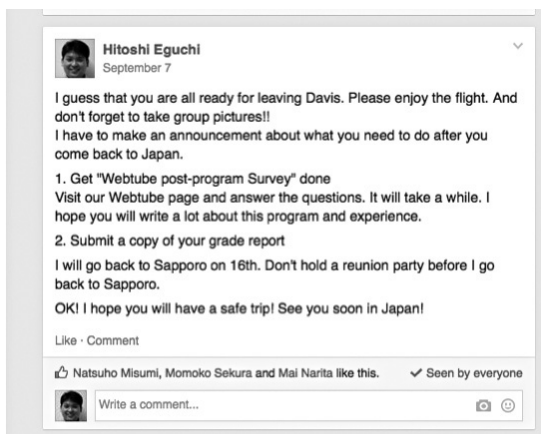 Hitoshi Eguchi
September 7
I guess that you are all ready for leaving Davis. Please enjoy the flight. And
don't forget to take group pictures!!
I have to make an announcement about what you need to do after you
come back to Japan.
1. Get "Webtube post-program Survey" done
Visit our Webtube page and answer the questions. It will take a while. I
hope you will write a lot about this program and experience.
2. Submit a copy of your grade report
I will go back to Sapporo on 16th. Don't hold a reunion party before I go
back to Sapporo.
OK! I hope you will have a safe trip! See you soon in Japan!
Like · Comment
Natsuho Misumi, Momoko Sekura and Mai Narita like this. Seen by everyone
Write a comment...